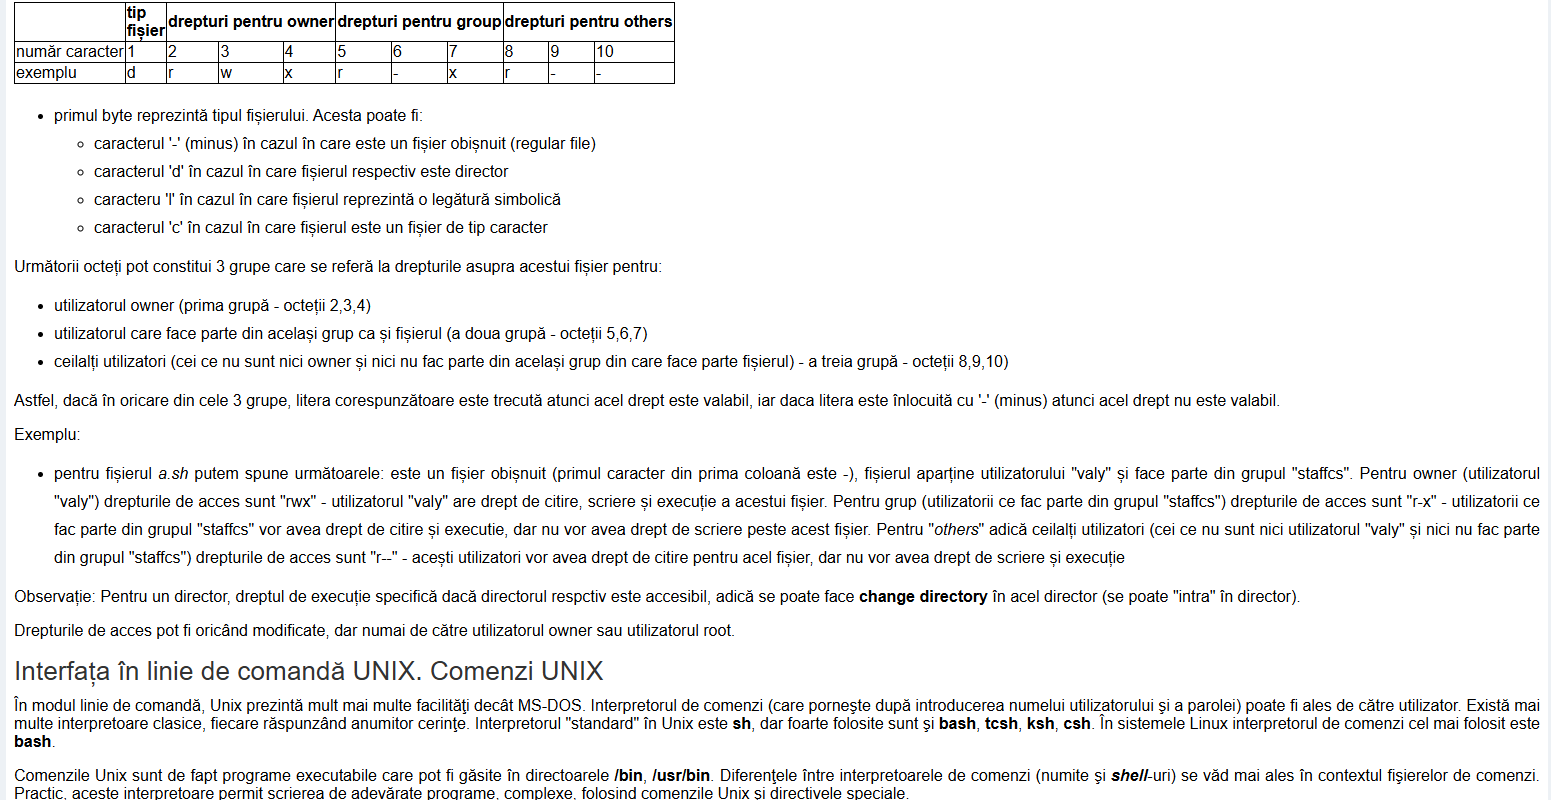 tip
fișier drepturi pentru owner drepturi pentru group drepturi pentru others
număr caracter 1 2 3 4 5 6 7 8 9 10
exemplu d r w x r - x r - -
• primul byte reprezintă tipul fișierului. Acesta poate fi:
◦ caracterul '-' (minus) în cazul în care este un fișier obișnuit (regular file)
◦ caracterul 'd' în cazul în care fișierul respectiv este director
◦ caracteru 'l' în cazul în care fișierul reprezintă o legătură simbolică
◦ caracterul 'c' în cazul în care fișierul este un fișier de tip caracter
Următorii octeți pot constitui 3 grupe care se referă la drepturile asupra acestui fișier pentru:
• utilizatorul owner (prima grupă - octeții 2,3,4)
• utilizatorul care face parte din același grup ca și fișierul (a doua grupă - octeții 5,6,7)
• ceilalți utilizatori (cei ce nu sunt nici owner și nici nu fac parte din același grup din care face parte fișierul) - a treia grupă - octeții 8,9,10)
Astfel, dacă în oricare din cele 3 grupe, litera corespunzătoare este trecută atunci acel drept este valabil, iar daca litera este înlocuită cu '-' (minus) atunci acel drept nu este valabil.
Exemplu:
• pentru fișierul a.sh putem spune următoarele: este un fișier obișnuit (primul caracter din prima coloană este -), fișierul aparține utilizatorului "valy" și face parte din grupul "staffcs". Pentru owner (utilizatorul
"valy") drepturile de acces sunt "rwx" - utilizatorul "valy" are drept de citire, scriere și execuție a acestui fișier. Pentru grup (utilizatorii ce fac parte din grupul "staffcs") drepturile de acces sunt "r-x" - utilizatorii ce
fac parte din grupul "staffcs" vor avea drept de citire și executie, dar nu vor avea drept de scriere peste acest fișier. Pentru "others" adică ceilalți utilizatori (cei ce nu sunt nici utilizatorul "valy" și nici nu fac parte
din grupul "staffcs") drepturile de acces sunt "r--" - acești utilizatori vor avea drept de citire pentru acel fișier, dar nu vor avea drept de scriere și execuție
Observație: Pentru un director, dreptul de execuție specifică dacă directorul respctiv este accesibil, adică se poate face change directory în acel director (se poate "intra" în director).
Drepturile de acces pot fi oricând modificate, dar numai de către utilizatorul owner sau utilizatorul root.
Interfața în linie de comandă UNIX. Comenzi UNIX
În modul linie de comandă, Unix prezintă mult mai multe facilităţi decât MS-DOS. Interpretorul de comenzi (care porneşte după introducerea numelui utilizatorului şi a parolei) poate fi ales de către utilizator. Există mai
multe interpretoare clasice, fiecare răspunzând anumitor cerinţe. Interpretorul "standard" în Unix este sh, dar foarte folosite sunt şi bash, tcsh, ksh, csh. În sistemele Linux interpretorul de comenzi cel mai folosit este
bash.
Comenzile Unix sunt de fapt programe executabile care pot fi găsite în directoarele /bin, /usr/bin. Diferenţele între interpretoarele de comenzi (numite şi shell-uri) se văd mai ales în contextul fişierelor de comenzi.
Practic, aceste interpretoare permit scrierea de adevărate programe, complexe, folosind comenzile Unix şi directivele speciale.